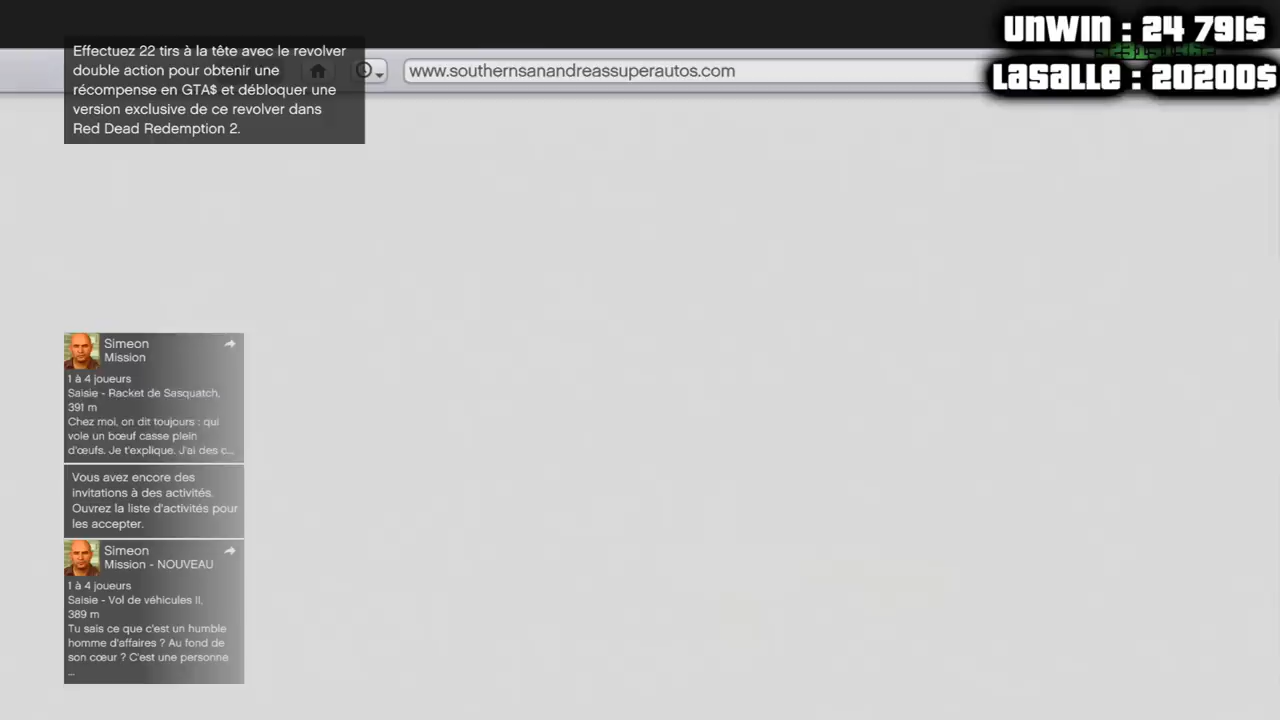 Effectuez 22 tirs à la tête avec le revolver
double action pour obtenir une
récompense en GTA$ et débloquer une
version exclusive de ce revolver dans
Red Dead Redemption 2.
www.southernsanandreassuperautos.com
UNWIN : 24 791$
LASALLE : 20200$
Simeon
Mission
1 à 4 joueurs
Saisie - Racket de Sasquatch,
391 m
Chez moi, on dit toujours : qui
vole un bœuf casse plein
d'œufs. Je t'explique. J'ai des c...
Vous avez encore des
invitations à des activités.
Ouvrez la liste d'activités pour
les accepter.
Simeon
Mission - NOUVEAU
1 à 4 joueurs
Saisie - Vol de véhicules II,
389 m
Tu sais ce que c'est un humble
homme d'affaires ? Au fond de
son cœur ? C'est une personne
...